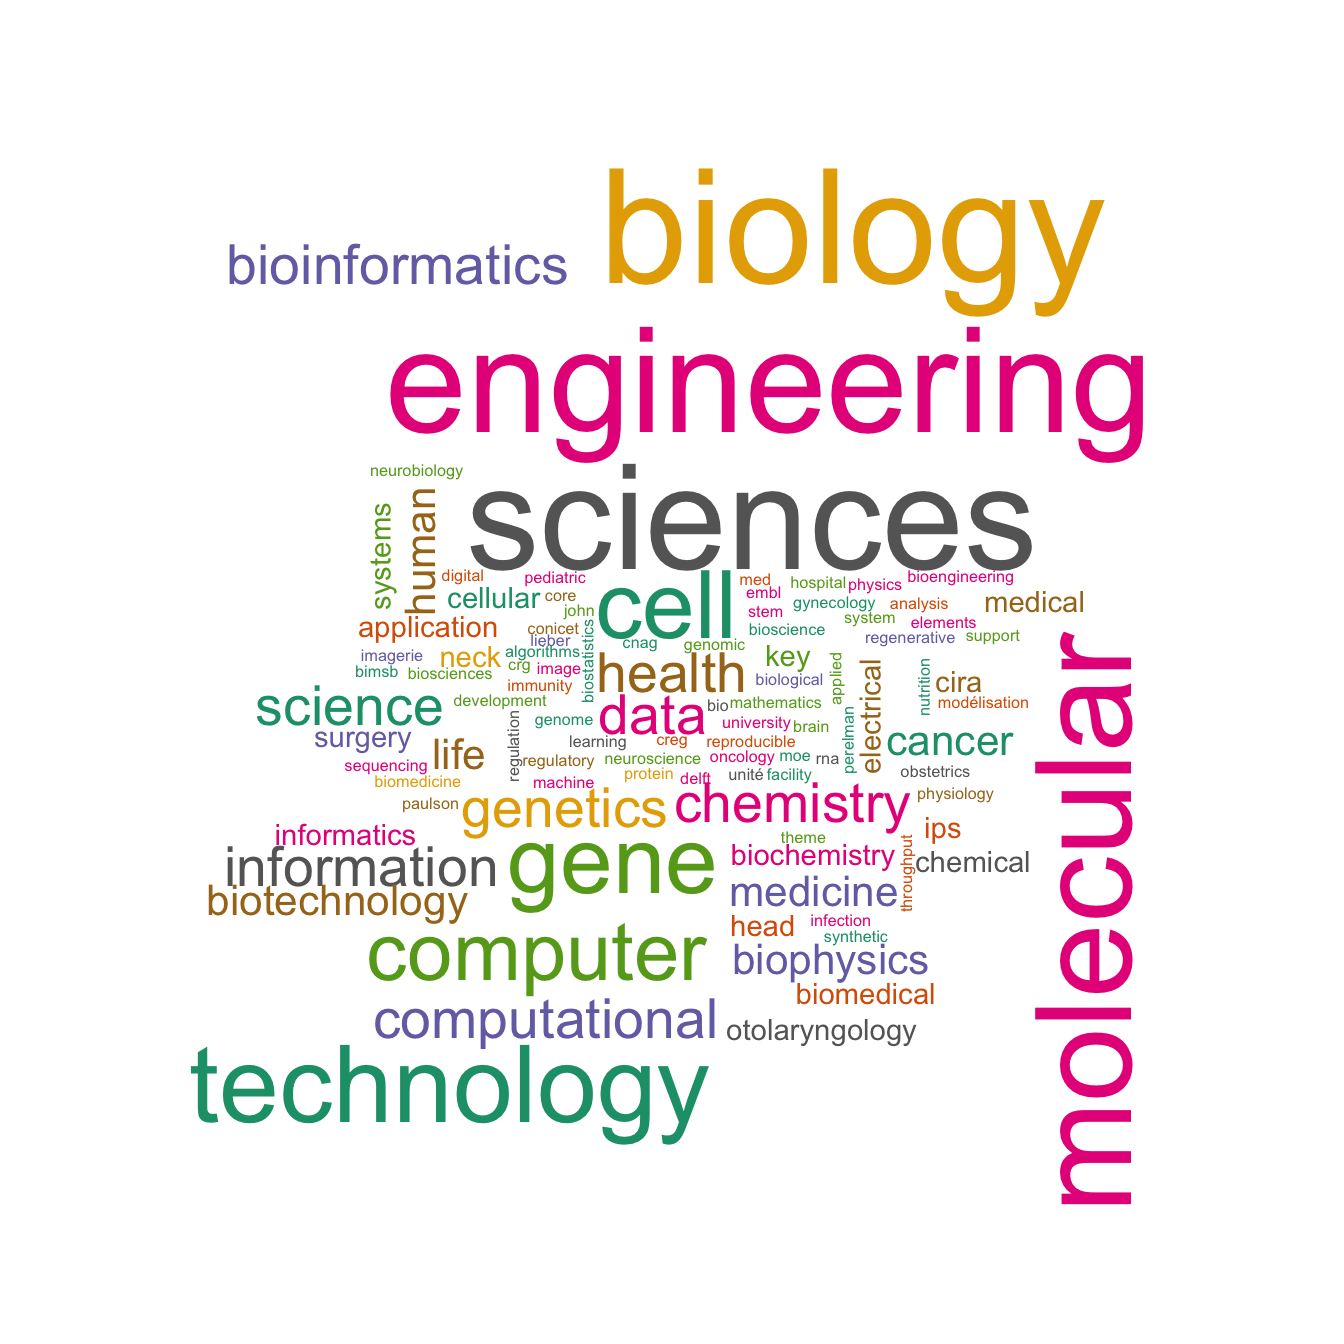 biology
bioinformatics
engineering
neurobiology
sciences
human
systems
digital
pediatric
cell
med
hospital
physics
bioengineering
cellular
core
embl
stem
gynecology
analysis
medical
john
application
conicet
bioscience
system
elements
lieber
cnag
genomic
regenerative
support
imagerie
neck
algorithms
biostatistics
key
bimsb
biosciences
crg
image
health
biological
applied
electrical
nutrition
cira
immunity
science
development
data
bio
mathematics
modélisation
molecular
regulation
genome
university
brain
perelman
surgery
life
learning
creg
reproducible
cancer
sequencing
regulatory
neuroscience
oncology
moe
rna
biomedicine
machine
protein
delft
unité
facility
obstetrics
paulson
genetics
chemistry
physiology
informatics
theme
ips
information
gene
biochemistry
throughput
chemical
biotechnology
medicine
head
infection
computer
synthetic
biophysics
biomedical
computational
otolaryngology
technology